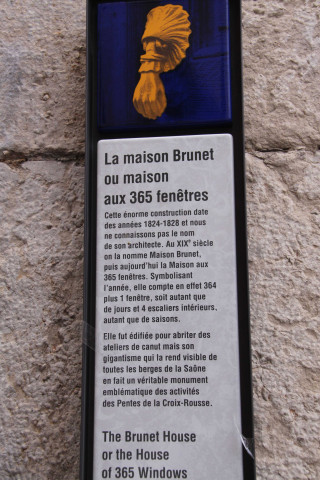 La maison Brunet
ou maison
aux 365 fenêtres
Cette énorme construction date
des années 1824-1828 et nous
ne connaissons pas le nom
de son architecte. Au XIXᵉ siècle
on la nomme Maison Brunet,
puis aujourd'hui la Maison aux
365 fenêtres. Symbolisant
l'année, elle compte en effet 364
plus 1 fenêtre, soit autant que
de jours et 4 escaliers intérieurs,
autant que de saisons.
Elle fut édifiée pour abriter des
ateliers de canut mais son
gigantisme qui la rend visible de
toutes les berges de la Saône
en fait un véritable monument
emblématique des activités
des Pentes de la Croix-Rousse.
The Brunet House
or the House
of 365 Windows